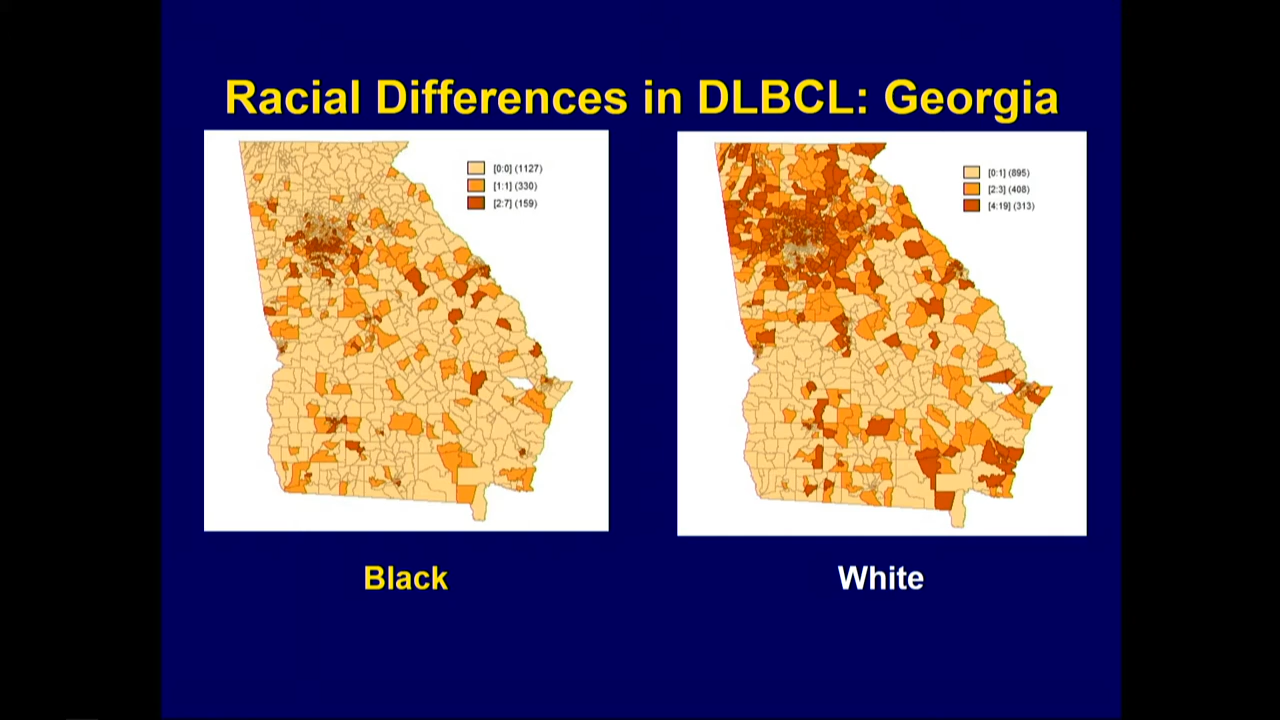 Racial Differences in DLBCL: Georgia
[0:0] (1127)
[1:1] (330)
[2:7] (159)
[0:1] (895)
[2:3] (408)
[4:19] (313)
Black
White